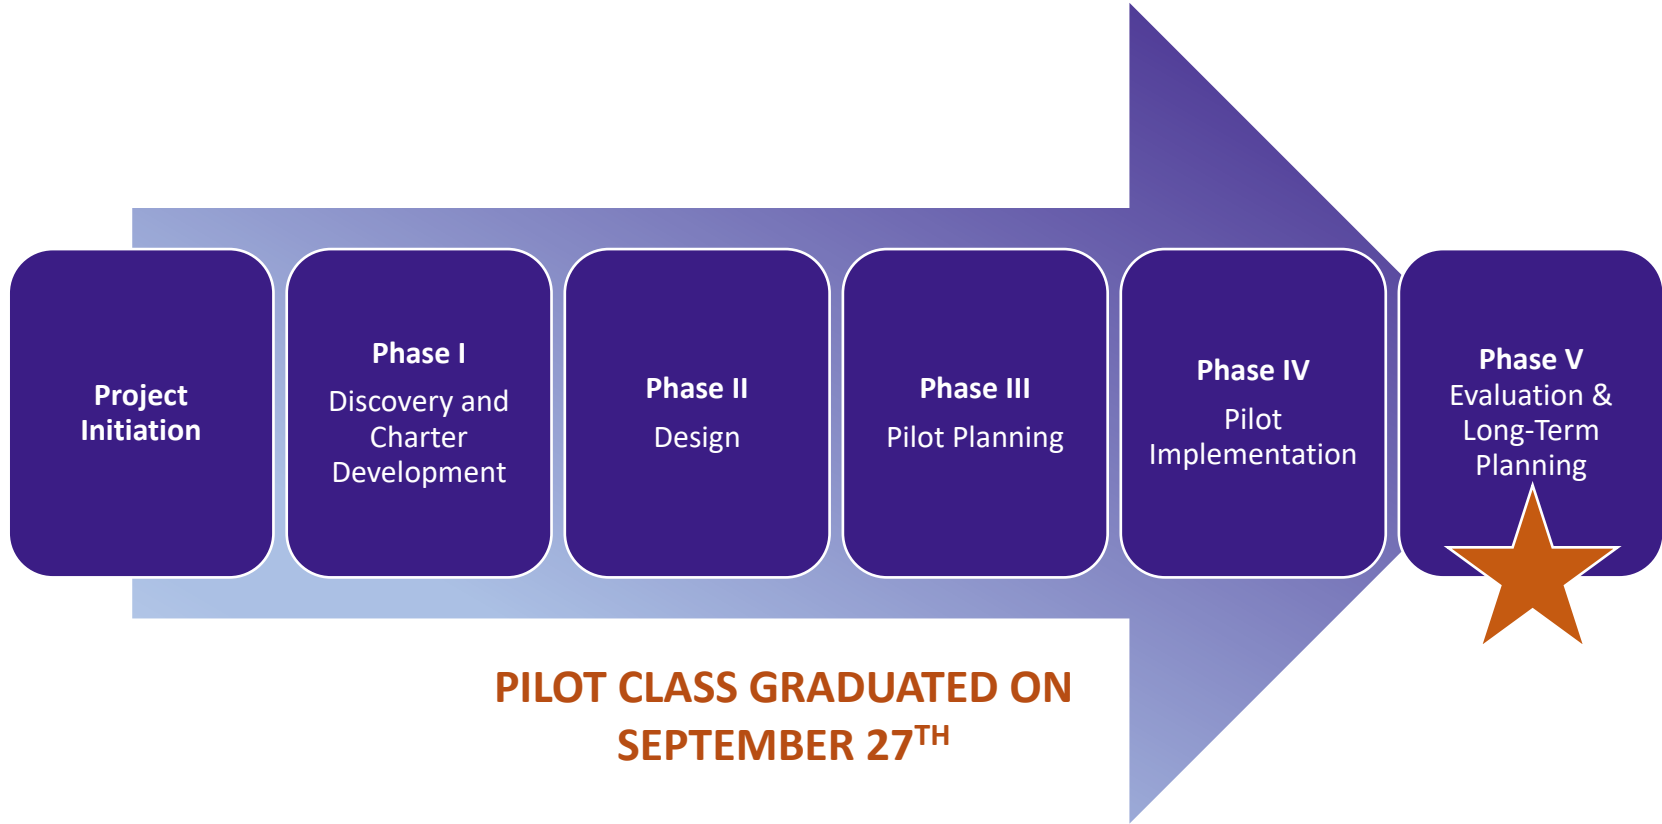 Project
Initiation
Phase I
Discovery and
Charter
Development
Phase II
Design
Phase III
Pilot Planning
Phase IV
Pilot
Implementation
Phase V
Evaluation &
Long-Term
Planning
PILOT CLASS GRADUATED ON
SEPTEMBER 27TH